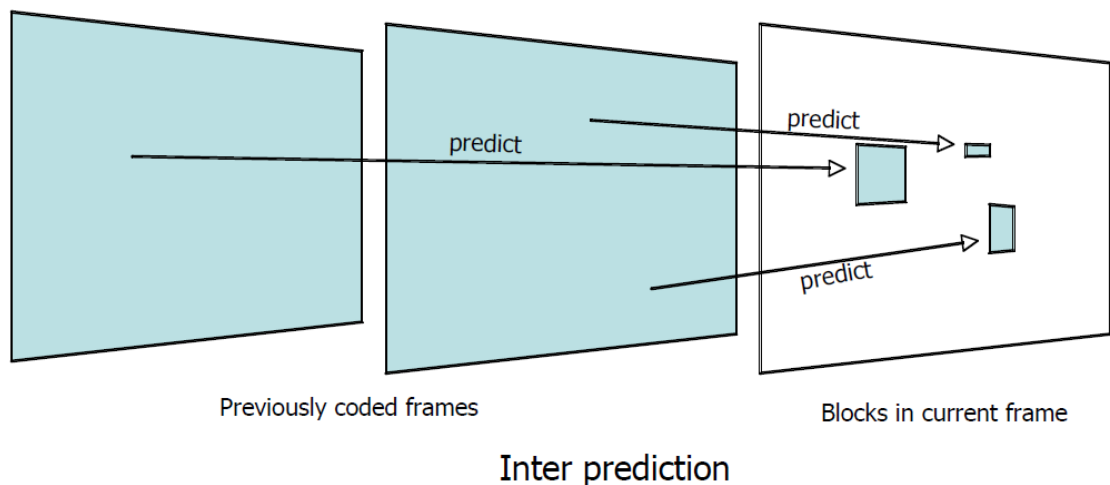 predict
predict
predict
Previously coded frames
Blocks in current frame
Inter prediction